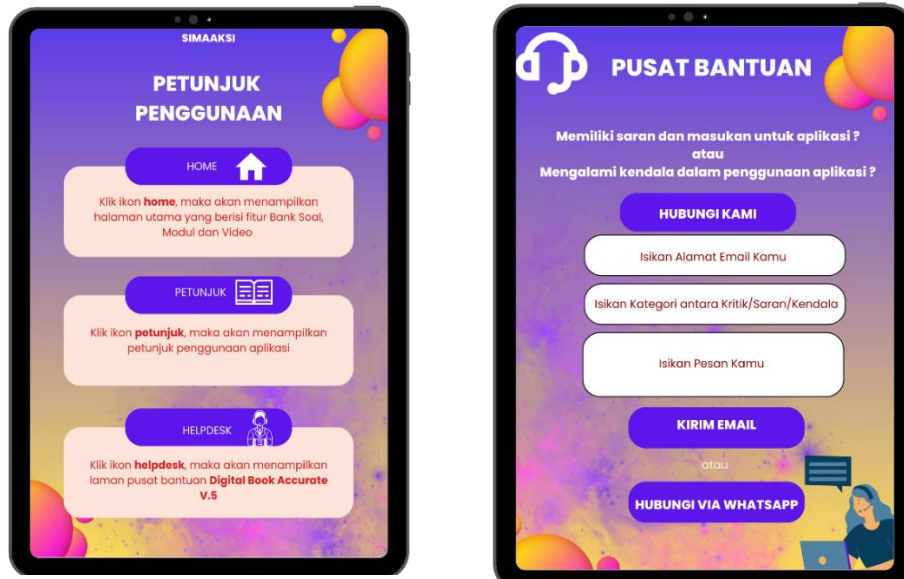 SIMAAKSI
PETUNJUK
PENGGUNAAN
HOME
Klik ikon home, maka akan menampilkan
halaman utama yang berisi fitur Bank Soal,
Modul dan Video
PETUNJUK
Klik ikon petunjuk, maka akan menampilkan
petunjuk penggunaan aplikasi
HELPDESK
Klik ikon helpdesk, maka akan menampilkan
laman pusat bantuan Digital Book Accurate
V.5
PUSAT BANTUAN
Memiliki saran dan masukan untuk aplikasi ?
atau
Mengalami kendala dalam penggunaan aplikasi ?
HUBUNGI KAMI
Isikan Alamat Email Kamu
Isikan Kategori antara Kritik/Saran/Kendala
Isikan Pesan Kamu
KIRIM EMAIL
atau
HUBUNGI VIA WHATSAPP